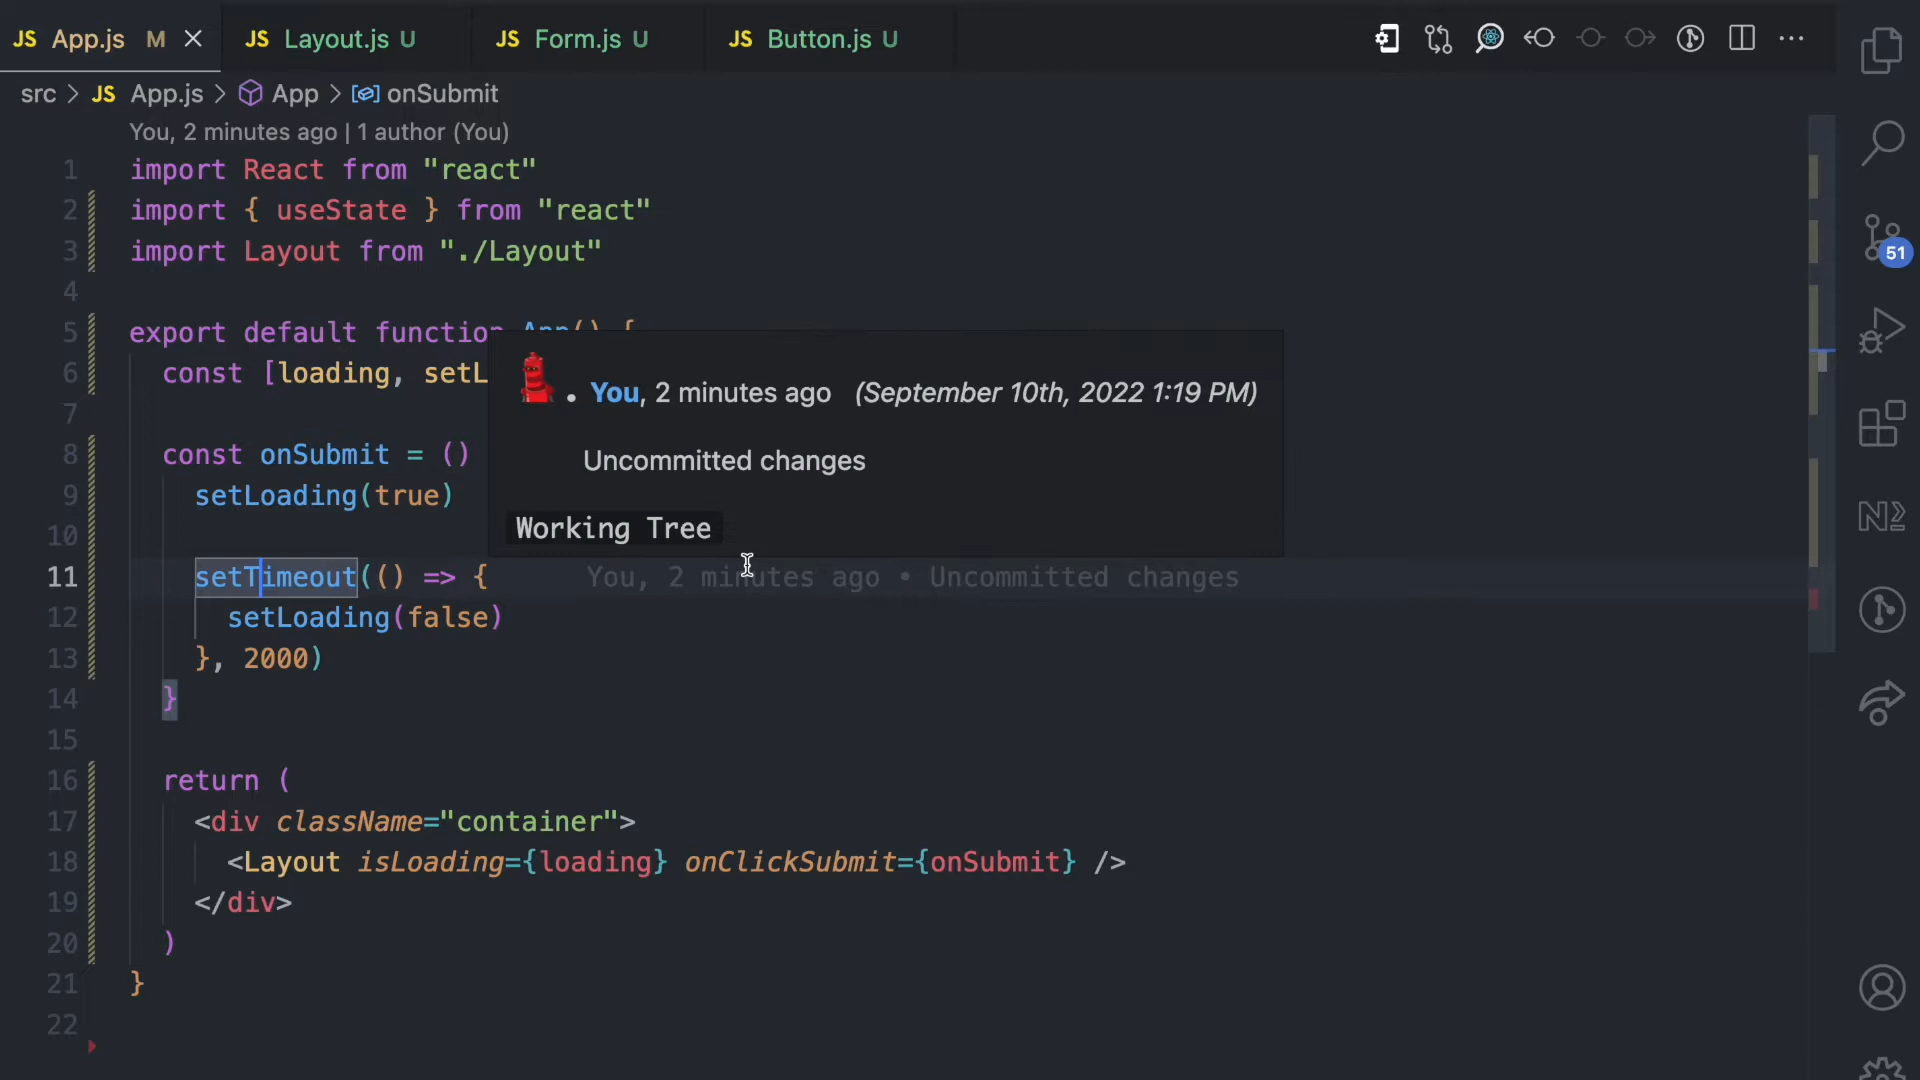 JS App.js M
JS Layout.js U
JS Form.js U
JS Button.js U
src > JS App.js > App > onSubmit
51
You, 2 minutes ago | 1 author (You)
1 import React from "react"
2 import { useState } from "react"
3 import Layout from "./Layout"
4
5 export default function App() {
6 const [loading, setL
7
8 const onSubmit = ()
9 setLoading(true)
10
11 setTimeout(() => { You, 2 minutes ago • Uncommitted changes
12 setLoading(false)
13 }, 2000)
14 }
15
16 return (
17 <div className="container">
18 <Layout isLoading={loading} onClickSubmit={onSubmit} />
19 </div>
20 )
21 }
22
You, 2 minutes ago (September 10th, 2022 1:19 PM)
Uncommitted changes
Working Tree